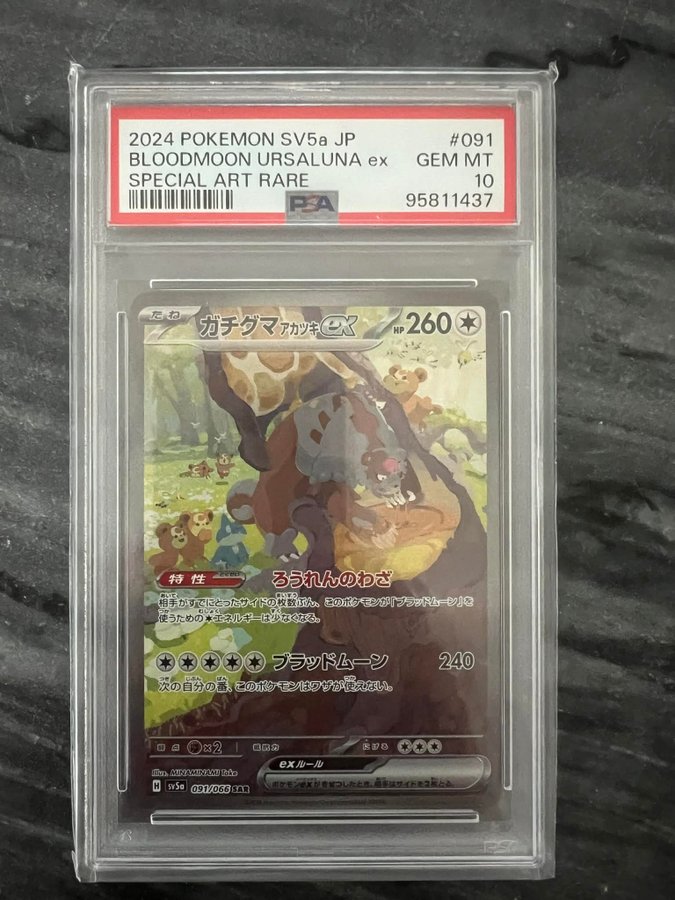 2024 POKEMON SV5a JP #091
BLOODMOON URSALUNA ex GEM MT
SPECIAL ART RARE 10
PSA 95811437
たね ガチグマ アカツキ ex HP 260
特性 ろうれんのわざ
相手がすでにとったサイドの枚数ぶん、このポケモンが「ブラッドムーン」を
使うためのエネルギーは少なくなる。
ブラッドムーン 240
次の自分の番、このポケモンはワザが使えない。
弱点 ×2 抵抗力 にげる
exルール
ポケモンexがきぜつしたとき、相手はサイドを2枚とる。
Illus. MINAMINAMI Take
H sv5a 091/066 SAR
PSA